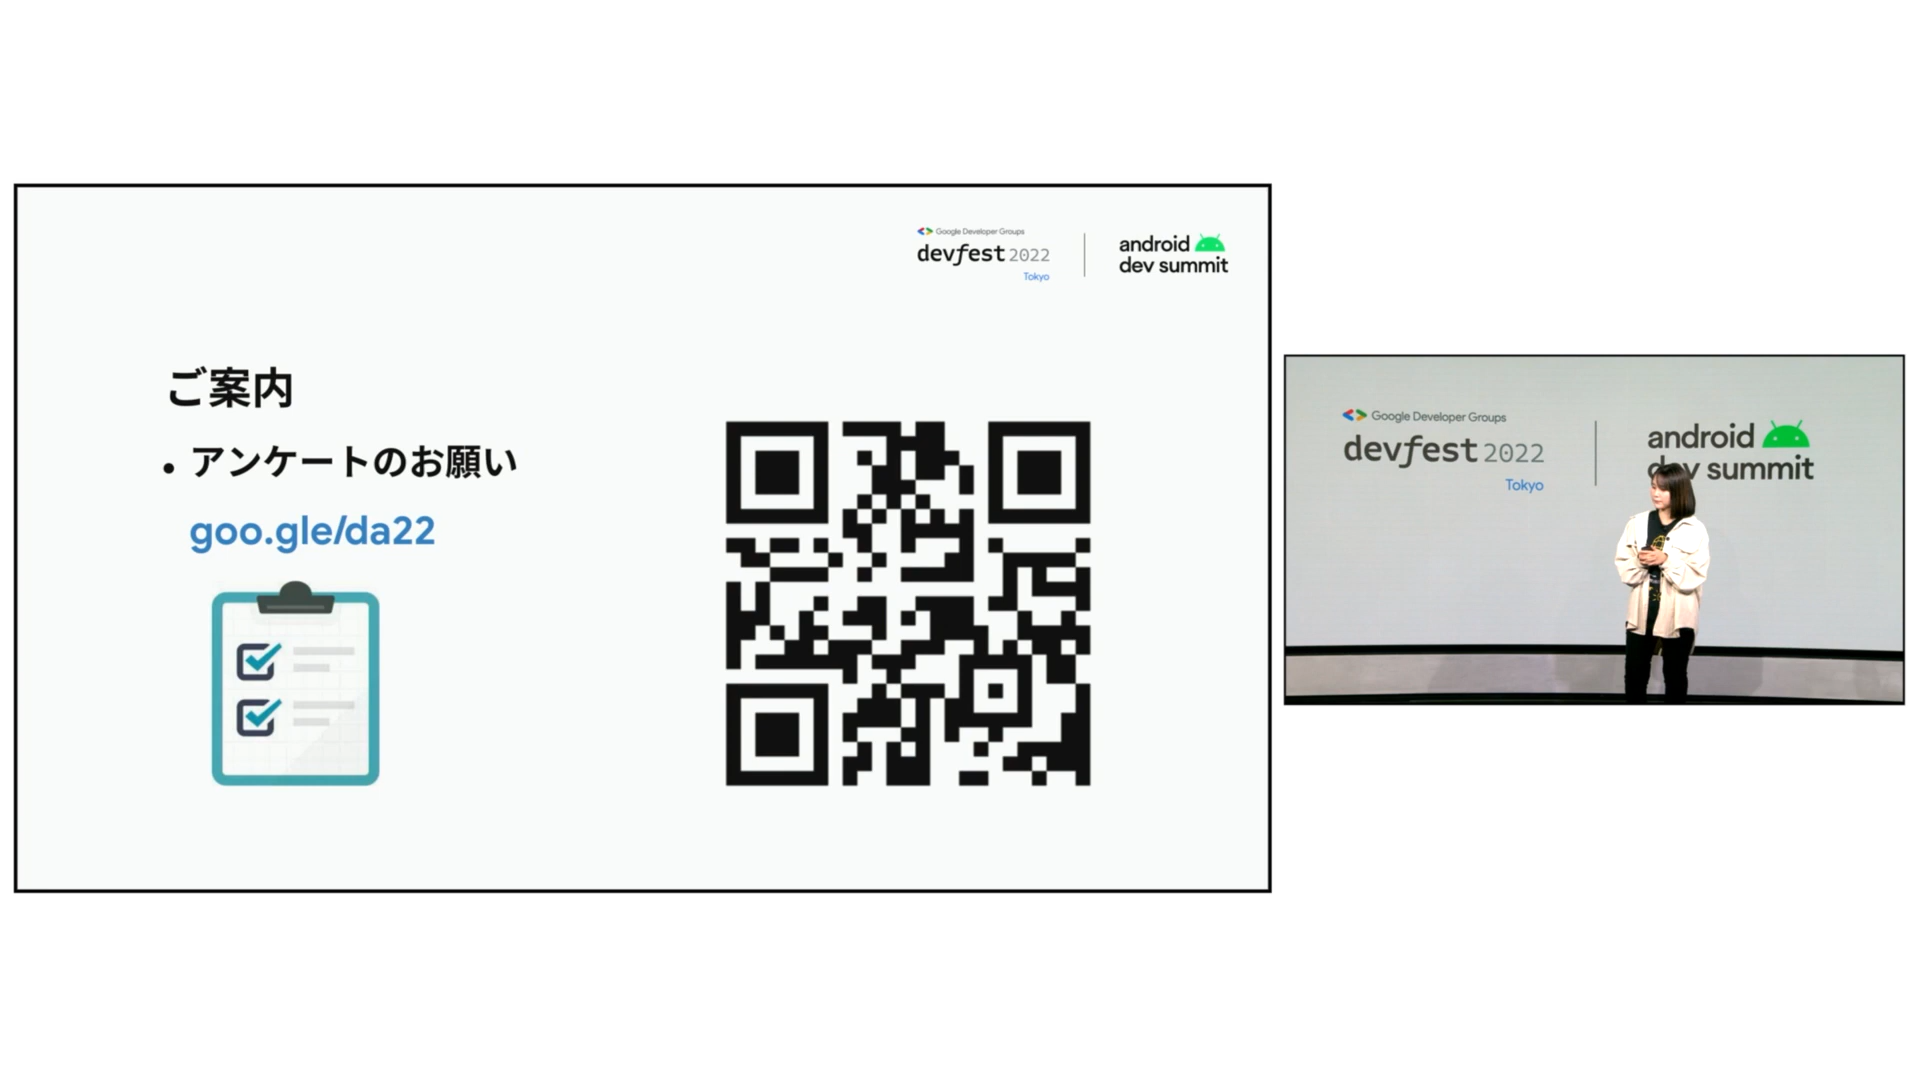 Google Developer Groups
devfest 2022
Tokyo
android
dev summit
ご案内
• アンケートのお願い
goo.gle/da22
Google Developer Groups
devfest 2022
Tokyo
android
dev summit